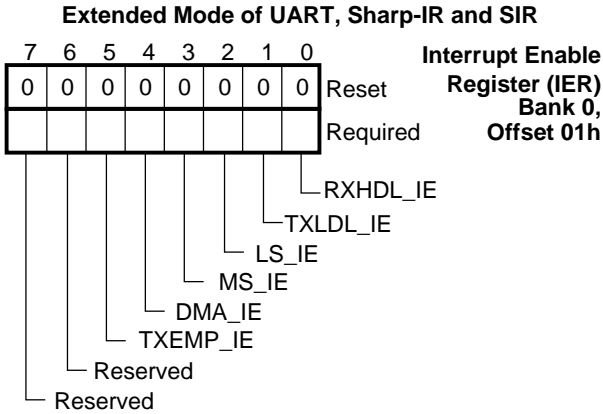 Extended Mode of UART, Sharp-IR and SIR
7 6 5 4 3 2 1 0
Interrupt Enable
Register (IER)
Bank 0,
Offset 01h
0 0 0 0 0 0 0 0 Reset
Required
RXHDL_IE
TXLDL_IE
LS_IE
MS_IE
DMA_IE
TXEMP_IE
Reserved
Reserved